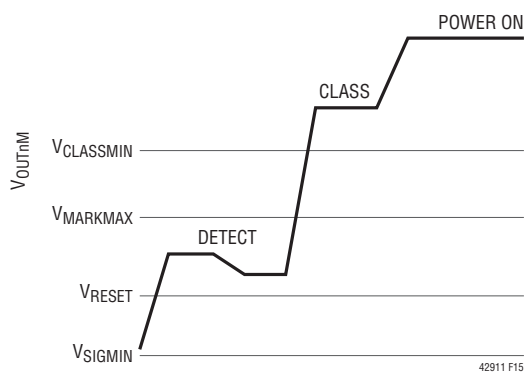 POWER ON
CLASS
VOUTnM
VCLASSMIN
VMARKMAX
DETECT
VRESET
VSIGMIN
42911 F15